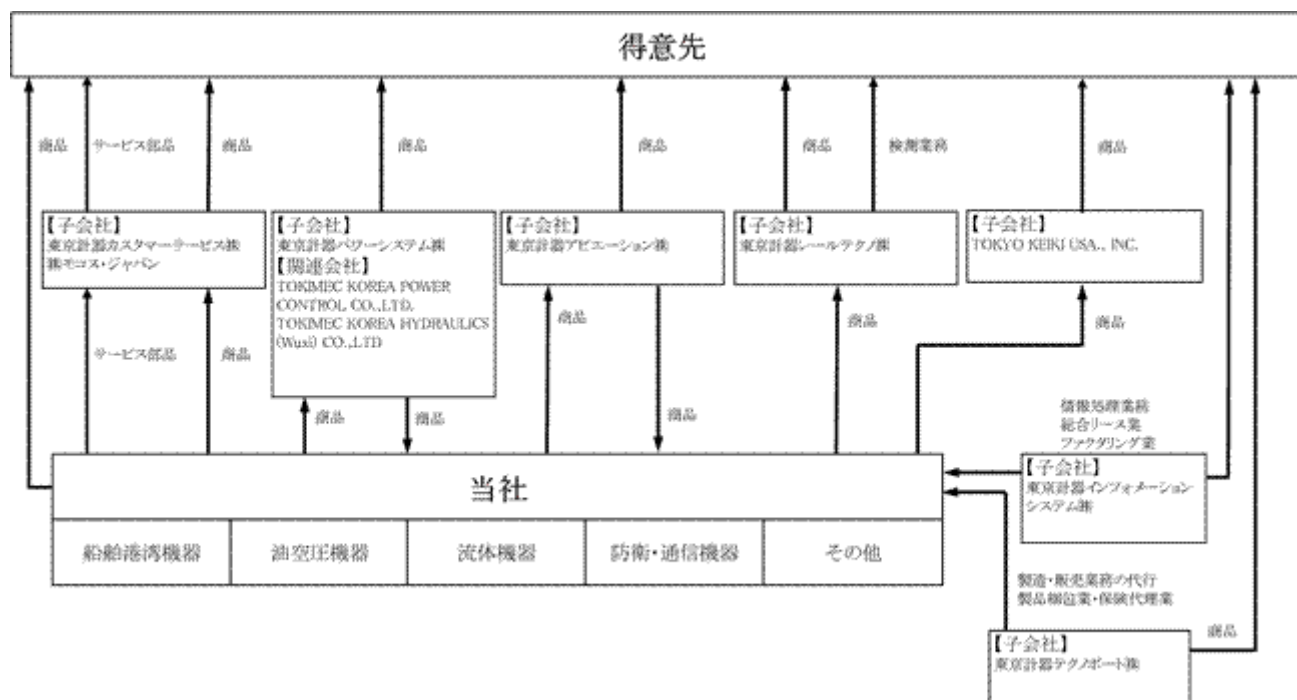 得意先
商品
サービス部品
商品
商品
商品
商品
検測業務
商品
【子会社】
東京計器カスタマーサービス㈱
㈱モコス・ジャパン
【子会社】
東京計器パワーシステム㈱
【関連会社】
TOKIMEC KOREA POWER
CONTROL CO.,LTD.
TOKIMEC KOREA HYDRAULICS
(Wuxi) CO.,LTD
【子会社】
東京計器アビエーション㈱
【子会社】
東京計器レールテクノ㈱
【子会社】
TOKYO KEIKI USA., INC.
サービス部品
商品
商品
商品
商品
商品
商品
商品
情報処理業務
総合リース業
ファクタリング業
【子会社】
東京計器インフォメーション
システム㈱
当社
船舶港湾機器
油空圧機器
流体機器
防衛・通信機器
その他
製造・販売業務の代行
製品梱包業・保険代理業
商品
【子会社】
東京計器テクノポート㈱